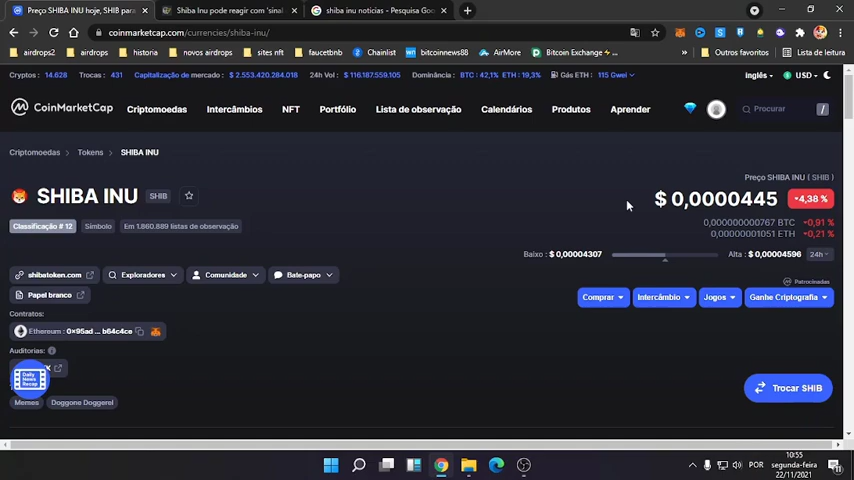 Preço SHIBA INU hoje, SHIB para
Shiba Inu pode reagir com 'sinal
shiba inu noticias - Pesquisa Goo
coinmarketcap.com/currencies/shiba-inu/
airdrops2
airdrops
historia
novos airdrops
sites nft
faucetbnb
Chainlist
bitcoinnews88
AirMore
Bitcoin Exchange
»
Outros favoritos
Lista de leitura
Cryptos: 14.628
Trocas: 431
Capitalização de mercado: $ 2.553.420.284.018
24h Vol: $ 116.187.559.105
Dominância: BTC: 42,1% ETH: 19,3%
Gás ETH: 115 Gwei
Inglês
USD
CoinMarketCap
Criptomoedas
Intercâmbios
NFT
Portfólio
Lista de observação
Calendários
Produtos
Aprender
Procurar
/
Criptomoedas > Tokens > SHIBA INU
Preço SHIBA INU ( SHIB )
SHIBA INU
SHIB
$ 0,0000445
4,38 %
Classificação # 12
Símbolo
Em 1.860.889 listas de observação
0,000000000767 BTC
0,91 %
0,00000001051 ETH
0,21 %
Baixo : $ 0,00004307
Alta : $ 0,00004596
24h
shibatoken.com
Exploradores
Comunidade
Bate-papo
Patrocinadas
Papel branco
Comprar
Intercâmbio
Jogos
Ganhe Criptografia
Contratos:
Ethereum : 0x95ad ... b64c4ce
Auditorias:
Daily
News
Recap
Trocar SHIB
Memes
Doggone Doggerel
POR
10:55
segunda-feira
22/11/2021